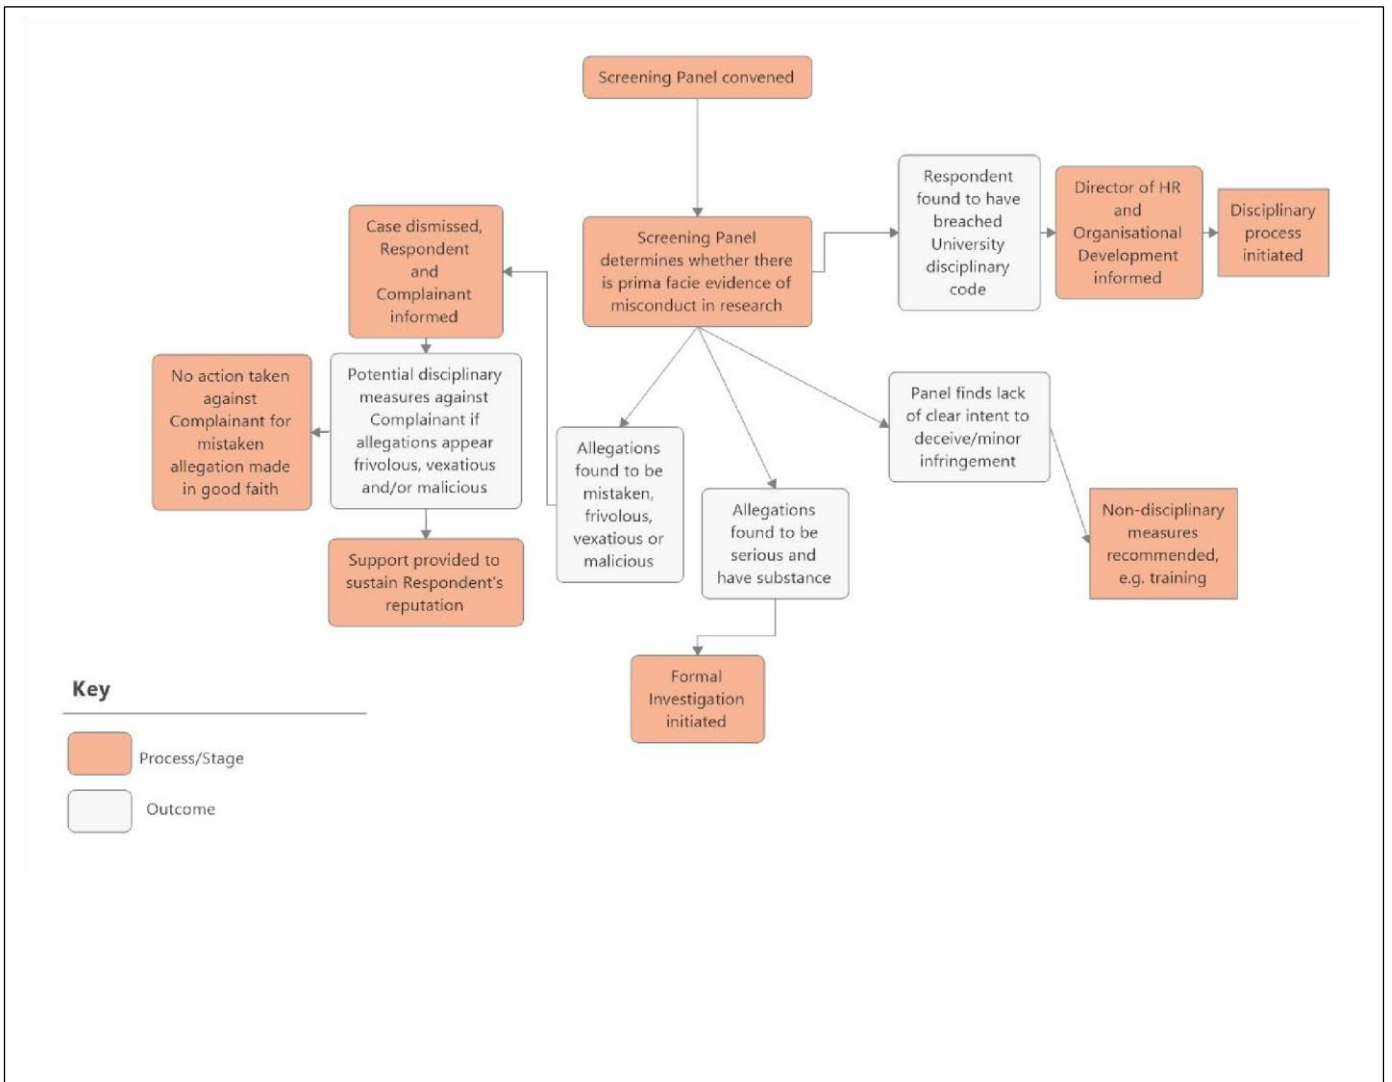 Screening Panel convened
Screening Panel
determines whether there
is prima facie evidence of
misconduct in research
Respondent
found to have
breached
University
disciplinary
code
Director of HR
and
Organisational
Development
informed
Disciplinary
process
initiated
Case dismissed,
Respondent
and
Complainant
informed
No action taken
against
Complainant for
mistaken
allegation made
in good faith
Potential disciplinary
measures against
Complainant if
allegations appear
frivolous, vexatious
and/or malicious
Support provided to
sustain Respondent's
reputation
Allegations
found to be
mistaken,
frivolous,
vexatious or
malicious
Allegations
found to be
serious and
have substance
Panel finds lack
of clear intent to
deceive/minor
infringement
Non-disciplinary
measures
recommended,
e.g. training
Formal
Investigation
initiated
Key
Process/Stage
Outcome